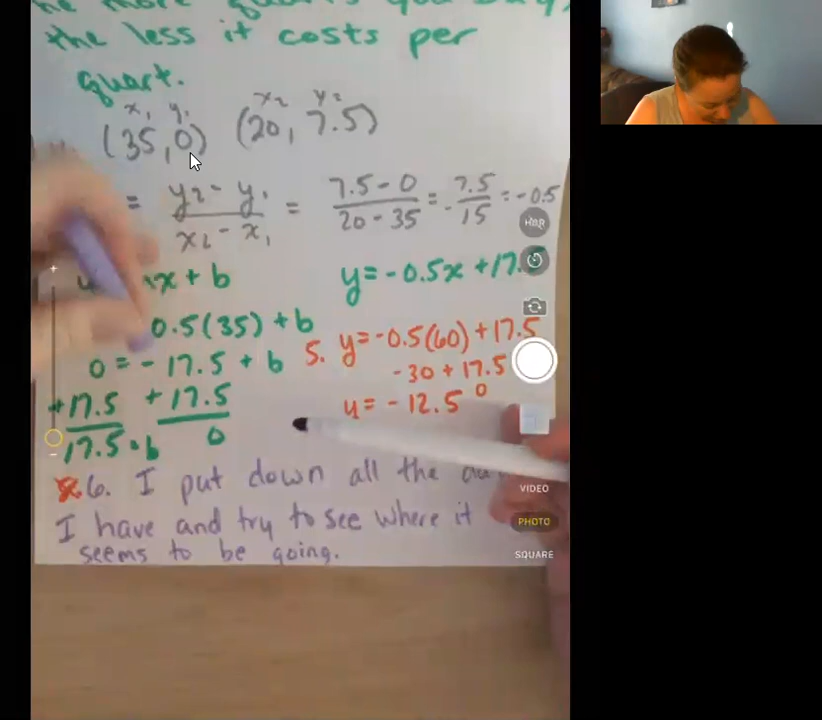 the less it costs per
quart.
x₁ y₁ x₂ y₂
(35,0) (20, 7.5)
= y₂ - y₁ / x₂ - x₁ = 7.5 - 0 / 20 - 35 = - 7.5 / 15 = -0.5
x + b y = -0.5x + 17.
0.5(35) + b 5. y = -0.5(60) + 17.5
0 = - 17.5 + b -30 + 17.5
+17.5 +17.5 y = -12.5 0
17.5 = b 0
6. I put down all the
I have and try to see where it
seems to be going.
HDR
VIDEO
PHOTO
SQUARE